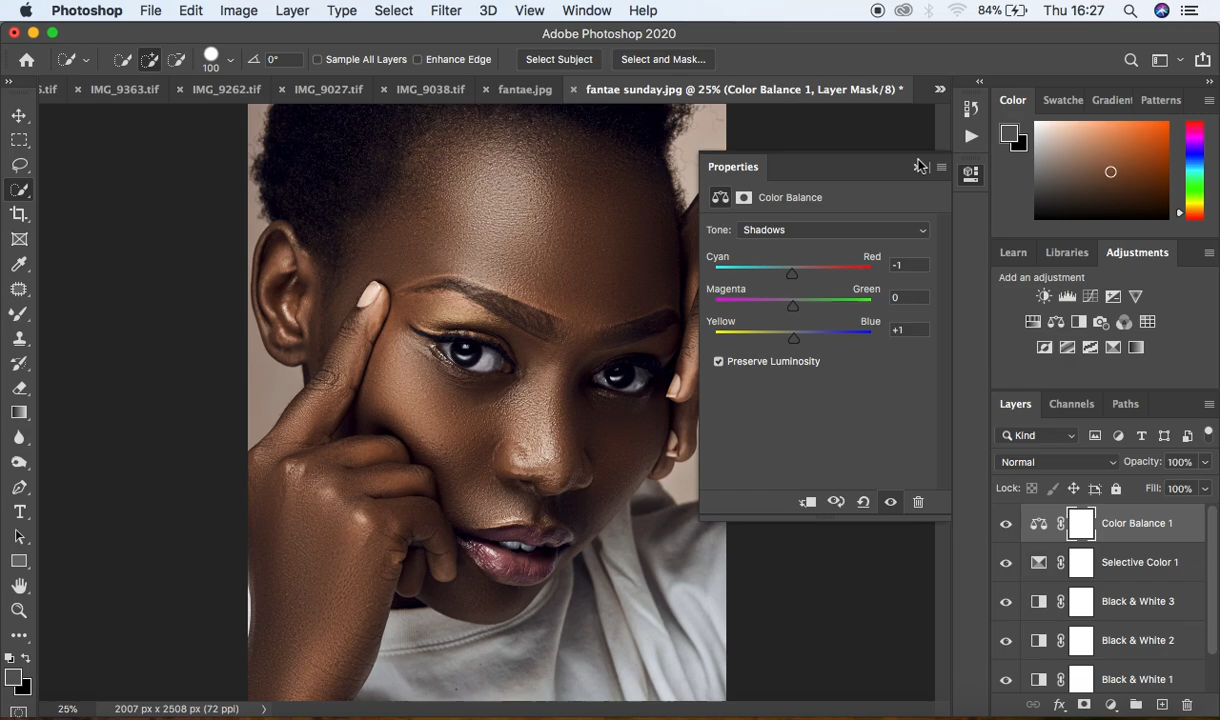 Photoshop File Edit Image Layer Type Select Filter 3D View Window Help 84% Thu 16:27
Adobe Photoshop 2020
100 0° Sample All Layers Enhance Edge Select Subject Select and Mask...
.tif × IMG_9363.tif × IMG_9262.tif × IMG_9027.tif × IMG_9038.tif × fantae.jpg × fantae sunday.jpg @ 25% (Color Balance 1, Layer Mask/8) *
Color Swatche Gradient Patterns
Properties
Color Balance
Tone: Shadows
Cyan Red -1
Magenta Green 0
Yellow Blue +1
Preserve Luminosity
Learn Libraries Adjustments
Add an adjustment
Layers Channels Paths
Kind
Normal Opacity: 100%
Lock: Fill: 100%
Color Balance 1
Selective Color 1
Black & White 3
Black & White 2
Black & White 1
25% 2007 px x 2508 px (72 ppi)